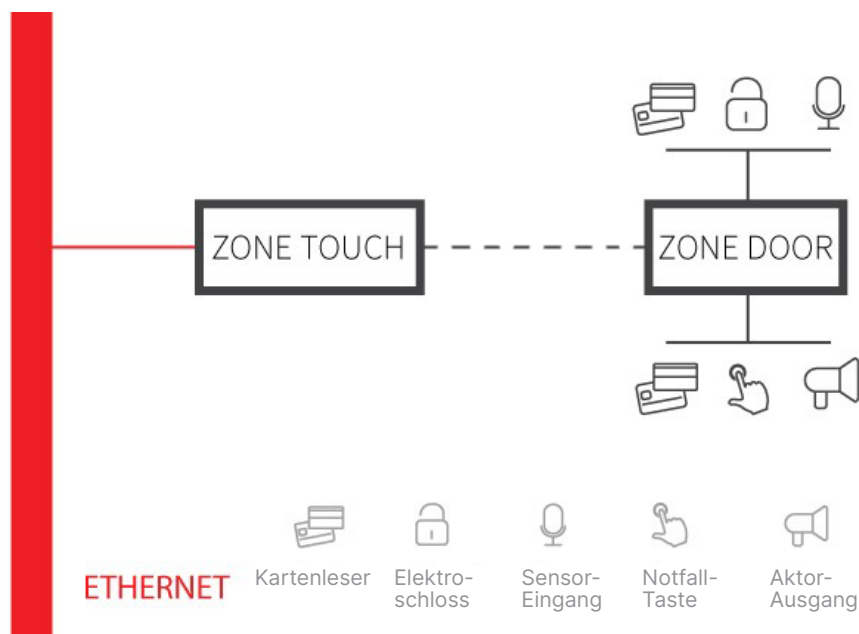 ZONE TOUCH
ZONE DOOR
ETHERNET
Kartenleser
Elektro-
schloss
Sensor-
Eingang
Notfall-
Taste
Aktor-
Ausgang